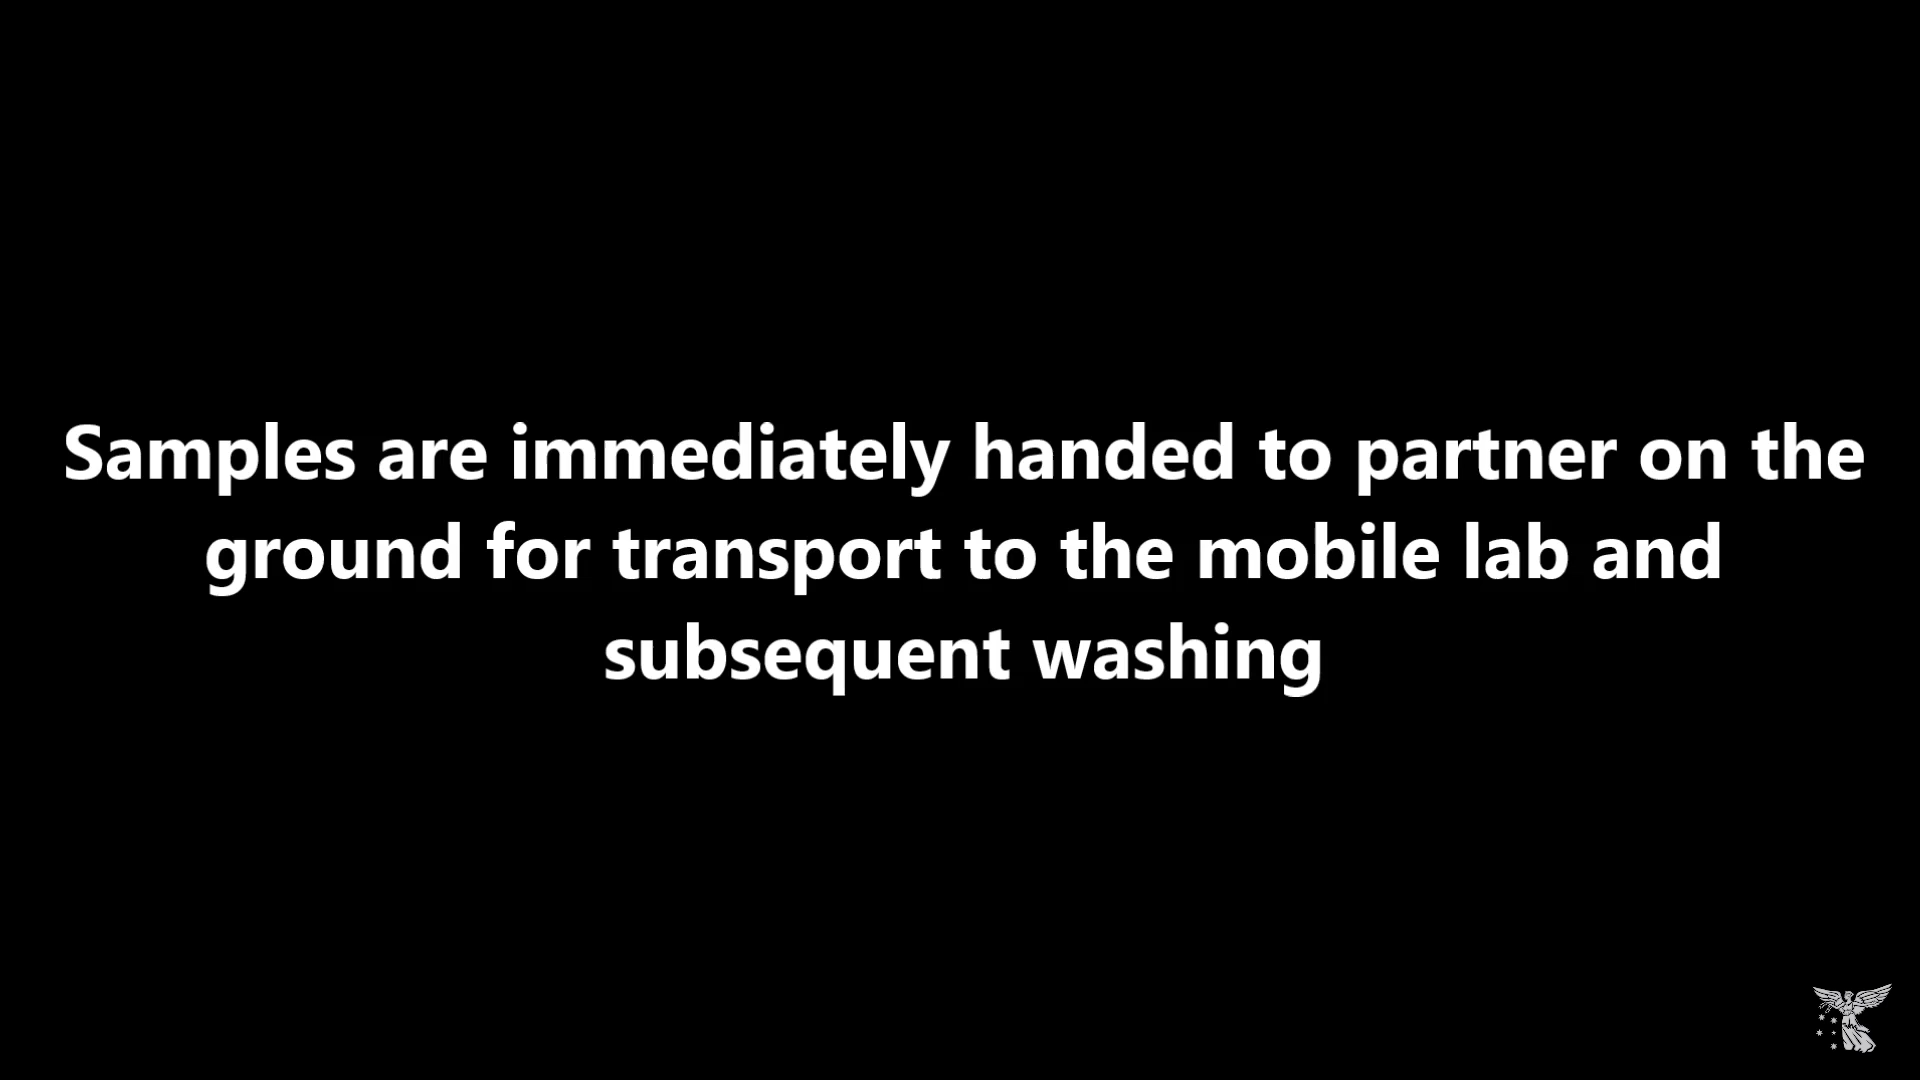 Samples are immediately handed to partner on the
ground for transport to the mobile lab and
subsequent washing